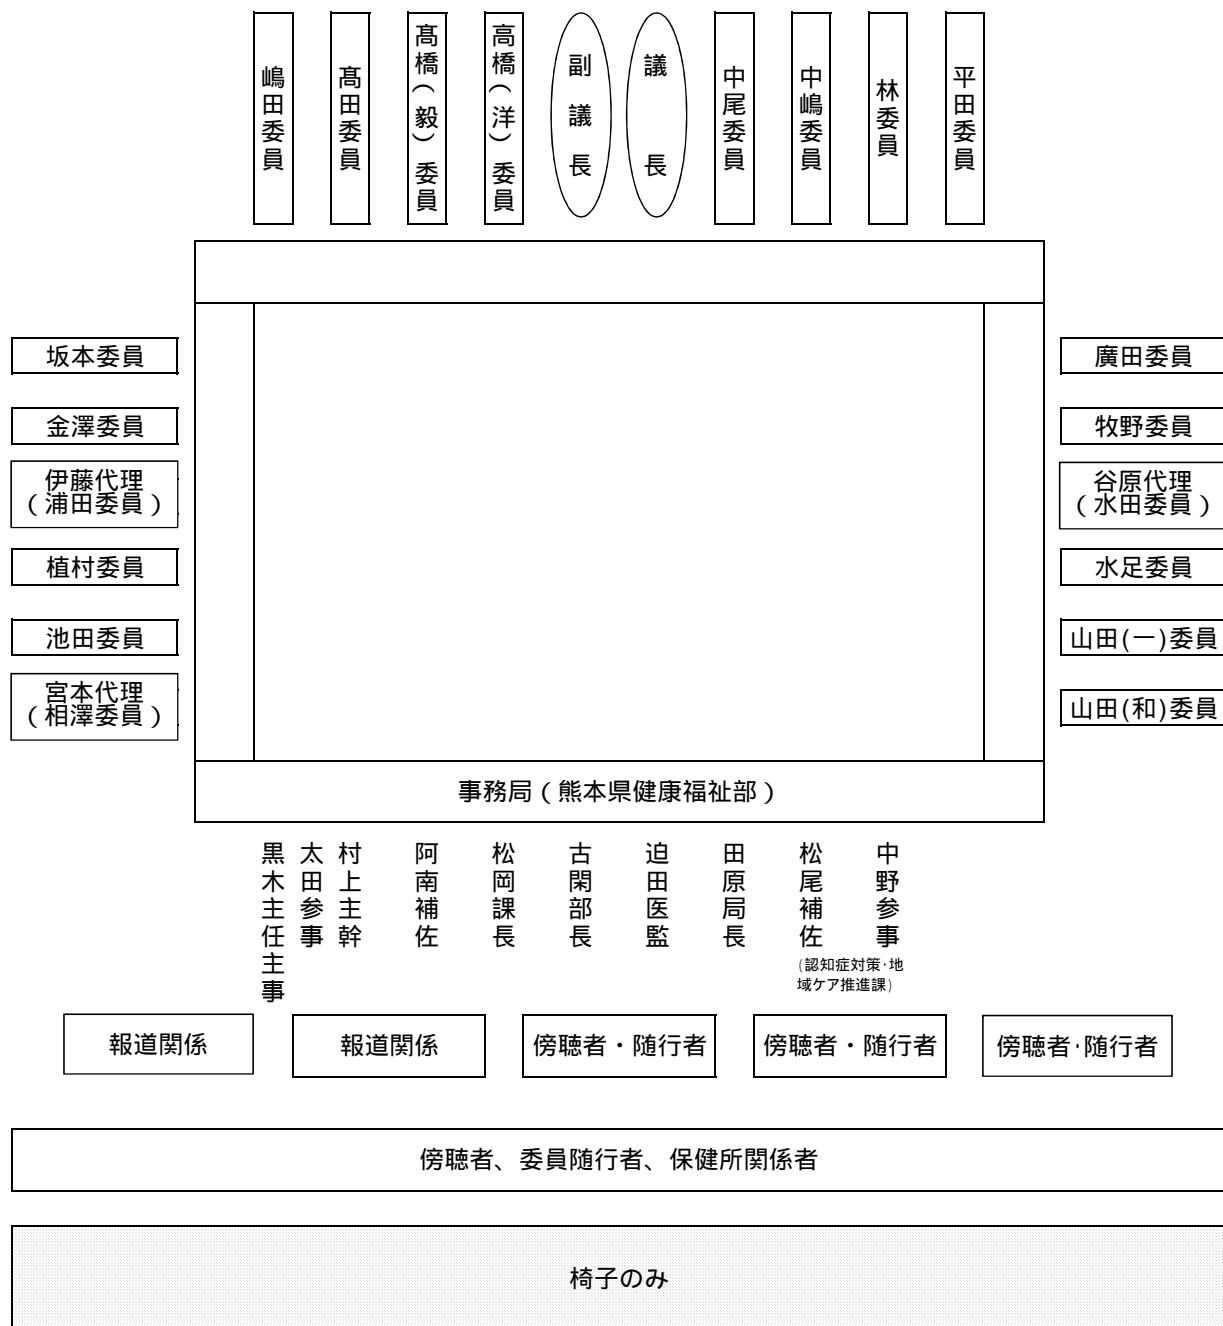 嶋田委員
髙田委員
髙橋(毅)委員
高橋(洋)委員
副議長
議長
中尾委員
中嶋委員
林委員
平田委員
坂本委員
金澤委員
伊藤代理
(浦田委員)
植村委員
池田委員
宮本代理
(相澤委員)
廣田委員
牧野委員
谷原代理
(水田委員)
水足委員
山田(一)委員
山田(和)委員
事務局(熊本県健康福祉部)
黒木主任主事
太田参事
村上主幹
阿南補佐
松岡課長
古閑部長
迫田医監
田原局長
松尾補佐
中野参事
(認知症対策・地
域ケア推進課)
報道関係
報道関係
傍聴者・随行者
傍聴者・随行者
傍聴者・随行者
傍聴者、委員随行者、保健所関係者
椅子のみ